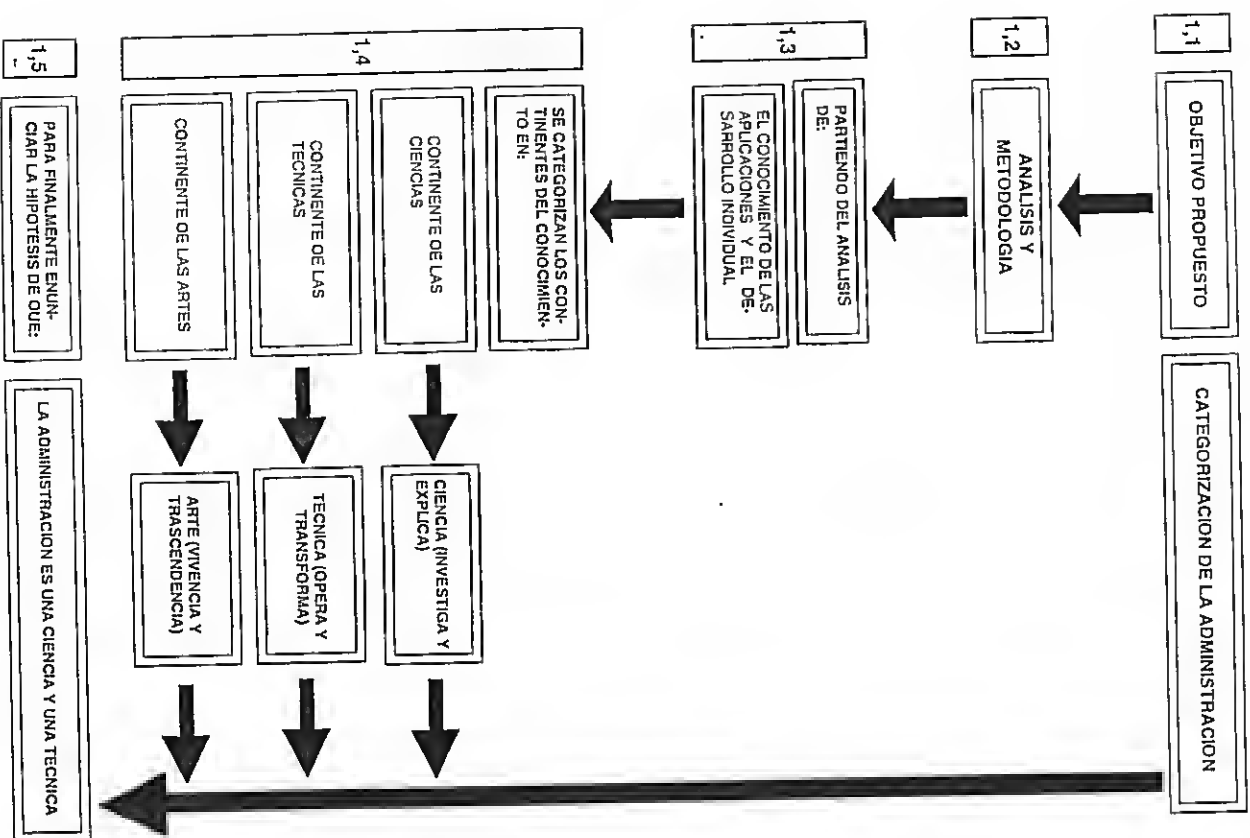 1,1
OBJETIVO PROPUESTO
CATEGORIZACION DE LA ADMINISTRACION
1,2
ANALISIS Y
METODOLOGIA
1,3
PARTIENDO DEL ANALISIS
DE:
EL CONOCIMIENTO DE LAS
APLICACIONES Y EL DE-
SARROLLO INDIVIDUAL
1,4
SE CATEGORIZAN LOS CON-
TINENTES DEL CONOCIMIEN-
TO EN:
CONTINENTE DE LAS
CIENCIAS
CIENCIA (INVESTIGA Y
EXPLICA)
CONTINENTE DE LAS
TECNICAS
TECNICA (OPERA Y
TRANSFORMA)
CONTINENTE DE LAS ARTES
ARTE (VIVENCIA Y
TRASCENDENCIA)
1,5
PARA FINALMENTE ENUN-
CIAR LA HIPOTESIS DE QUE:
LA ADMINISTRACION ES UNA CIENCIA Y UNA TECNICA